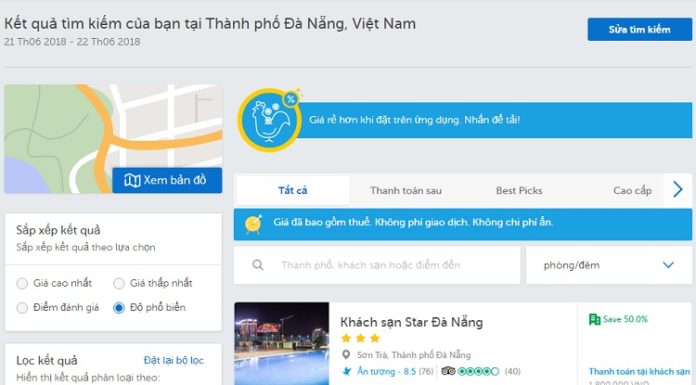 Kết quả tìm kiếm của bạn tại Thành phố Đà Nẵng, Việt Nam
21 Th06 2018 - 22 Th06 2018
Sửa tìm kiếm
%
Giá rẻ hơn khi đặt trên ứng dụng. Nhấn để tải!
Xem bản đồ
Tất cả
Thanh toán sau
Best Picks
Cao cấp
Giá đã bao gồm thuế. Không phí giao dịch. Không chi phí ẩn.
Sắp xếp kết quả
Sắp xếp kết quả theo lựa chọn
Giá cao nhất
Giá thấp nhất
Điểm đánh giá
Độ phổ biến
Thành phố, khách sạn hoặc điểm đến
phòng/đêm
Lọc kết quả
Đặt lại bộ lọc
Hiển thị kết quả phân loại theo:
Khách sạn Star Đà Nẵng
Sơn Trà, Thành phố Đà Nẵng
Ấn tượng - 8.5 (76)
(40)
Save 50.0%
Thanh toán tại khách sạn
1.800.000 VND